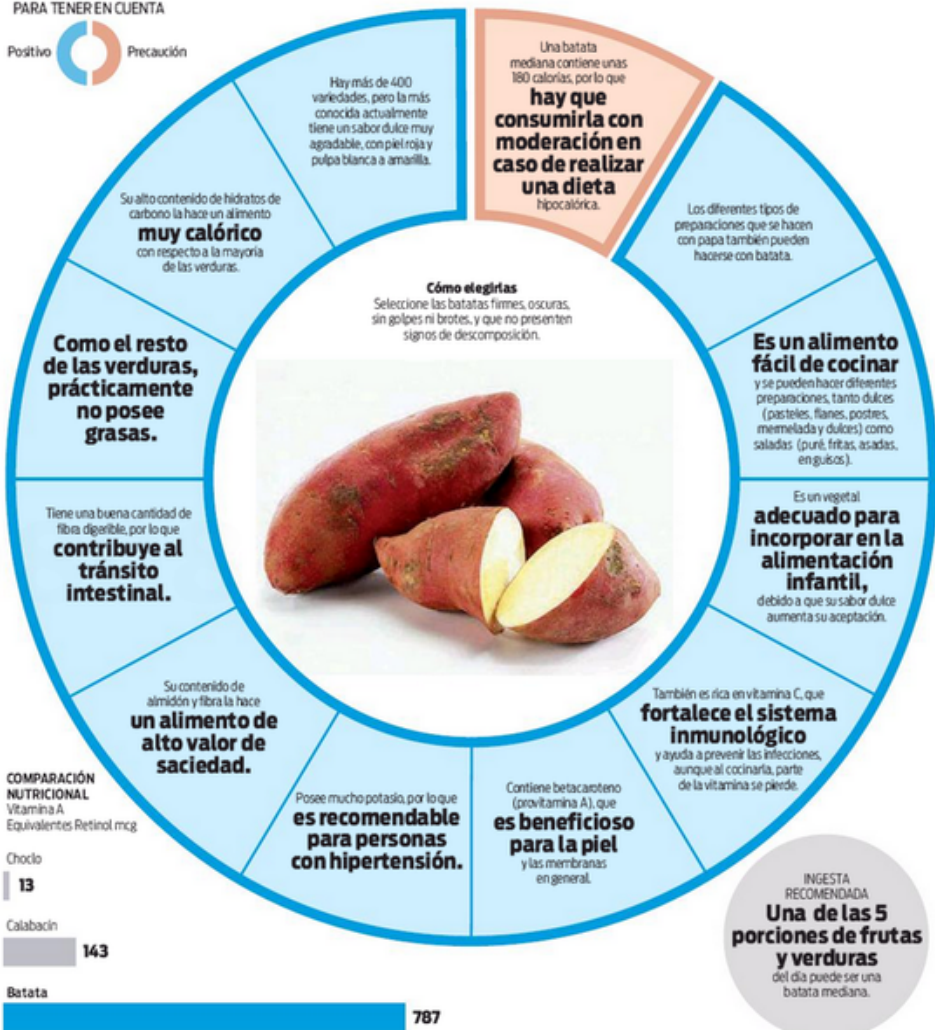 PARA TENER EN CUENTA
Positivo
Precaución
Una batata
mediana contiene unas
180 calorías, por lo que
hay que
consumirla con
moderación en
caso de realizar
una dieta
hipocalórica.
Los diferentes tipos de
preparaciones que se hacen
con papa también pueden
hacerse con batata.
Es un alimento
fácil de cocinar
y se pueden hacer diferentes
preparaciones, tanto dulces
(pasteles, flanes, postres,
mermelada y dulces) como
saladas (puré, fritas, asadas,
en guisos).
Es un vegetal
adecuado para
incorporar en la
alimentación
infantil,
debido a que su sabor dulce
aumenta su aceptación.
También es rica en vitamina C, que
fortalece el sistema
inmunológico
y ayuda a prevenir las infecciones,
aunque al cocinarla, parte
de la vitamina se pierde.
Contiene betacaroteno
(provitamina A), que
es beneficioso
para la piel
y las membranas
en general.
Posee mucho potasio, por lo que
es recomendable
para personas
con hipertensión.
Su contenido de
almidón y fibra la hace
un alimento de
alto valor de
saciedad.
Tiene una buena cantidad de
fibra digerible, por lo que
contribuye al
tránsito
intestinal.
Como el resto
de las verduras,
prácticamente
no posee
grasas.
Su alto contenido de hidratos de
carbono la hace un alimento
muy calórico
con respecto a la mayoría
de las verduras.
Hay más de 400
variedades, pero la más
conocida actualmente
tiene un sabor dulce muy
agradable, con piel roja y
pulpa blanca a amarilla.
Cómo elegirlas
Seleccione las batatas firmes, oscuras,
sin golpes ni brotes, y que no presenten
signos de descomposición.
COMPARACIÓN
NUTRICIONAL
Vitamina A
Equivalentes Retinol mcg
Choclo
13
Calabacín
143
Batata
787
INGESTA
RECOMENDADA
Una de las 5
porciones de frutas
y verduras
del día puede ser una
batata mediana.